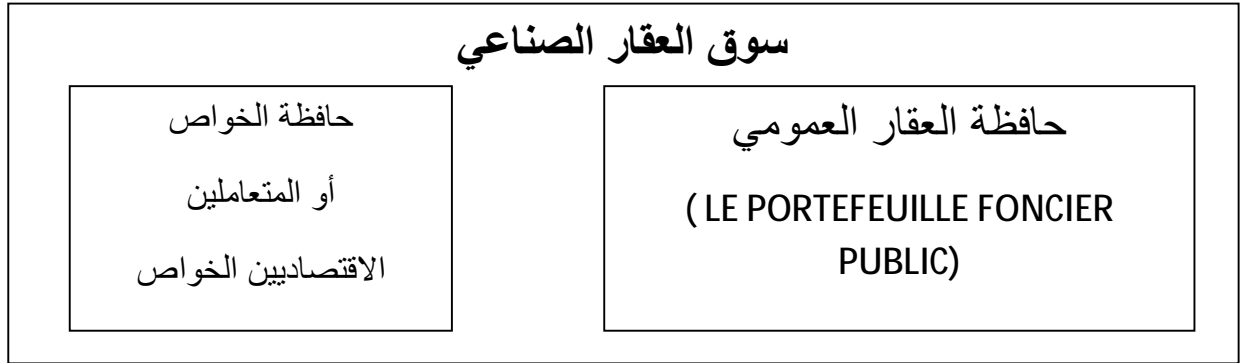 سوق العقار الصناعي
حافظة العقار العمومي
( LE PORTEFEUILLE FONCIER
PUBLIC)
حافظة الخواص
أو المتعاملين
الاقتصاديين الخواص